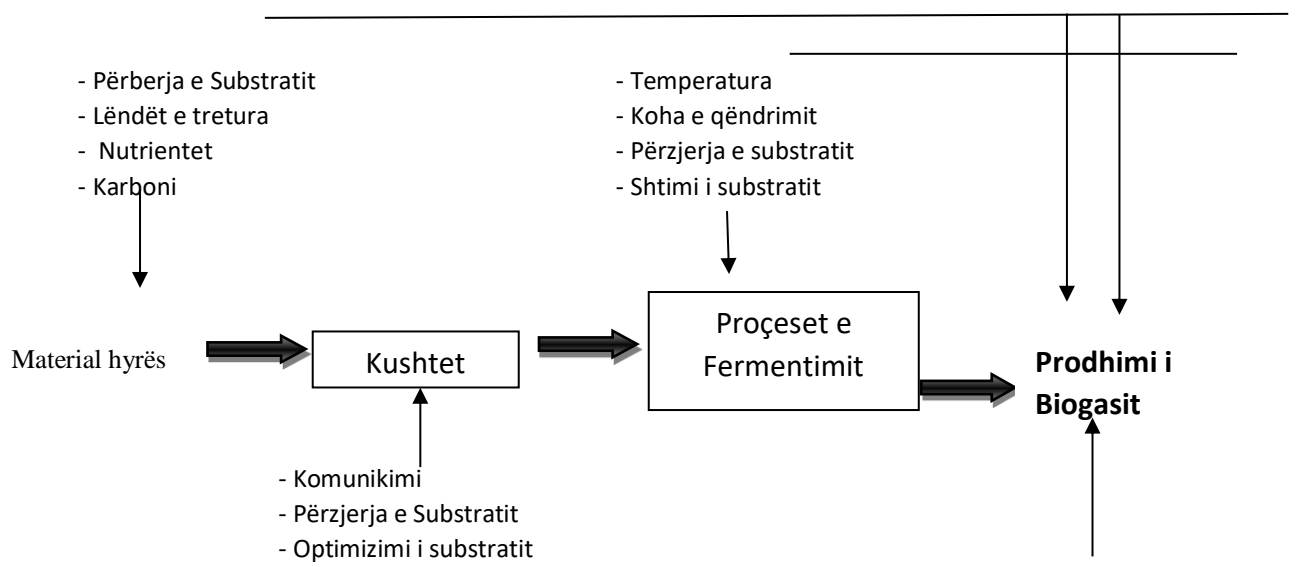 - Përberja e Substratit
- Lëndët e tretura
- Nutrientet
- Karboni
- Temperatura
- Koha e qëndrimit
- Përzjerja e substratit
- Shtimi i substratit
Material hyrës
Kushtet
Proçeset e
Fermentimit
Prodhimi i
Biogasit
- Komunikimi
- Përzjerja e Substratit
- Optimizimi i substratit